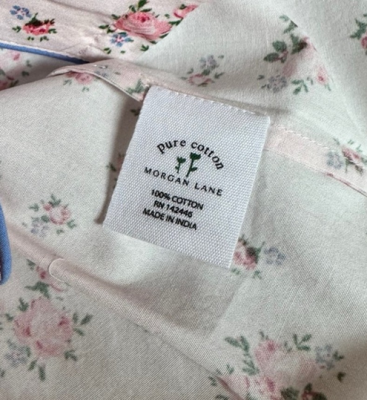 Pure cotton
MORGAN LANE
100% COTTON
RN 142446
MADE IN INDIA